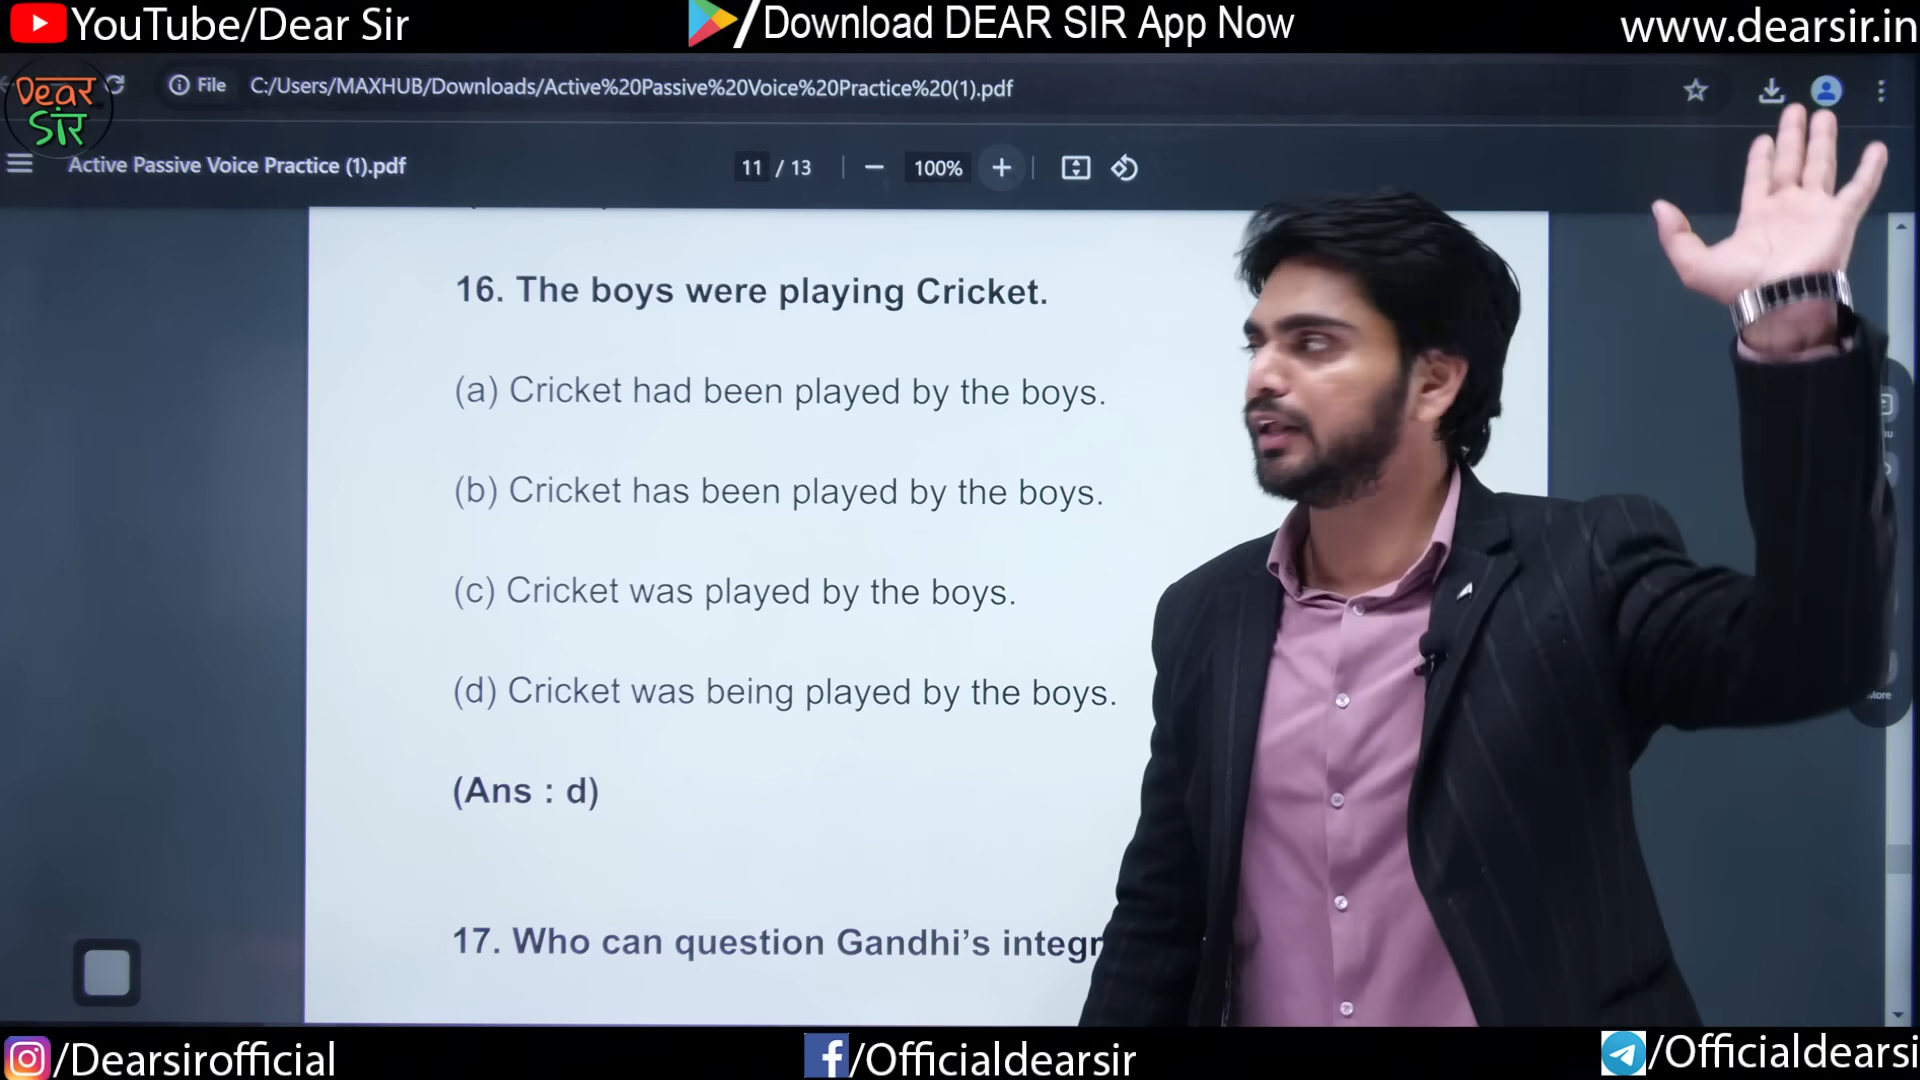 YouTube/Dear Sir
/Download DEAR SIR App Now
www.dearsir.in
Dear
सर
File
C:/Users/MAXHUB/Downloads/Active%20Passive%20Voice%20Practice%20(1).pdf
Active Passive Voice Practice (1).pdf
11 / 13
100%
16. The boys were playing Cricket.
(a) Cricket had been played by the boys.
(b) Cricket has been played by the boys.
(c) Cricket was played by the boys.
(d) Cricket was being played by the boys.
More
(Ans : d)
17. Who can question Gandhi’s integr
/Dearsirofficial
/Officialdearsir
/Officialdearsi